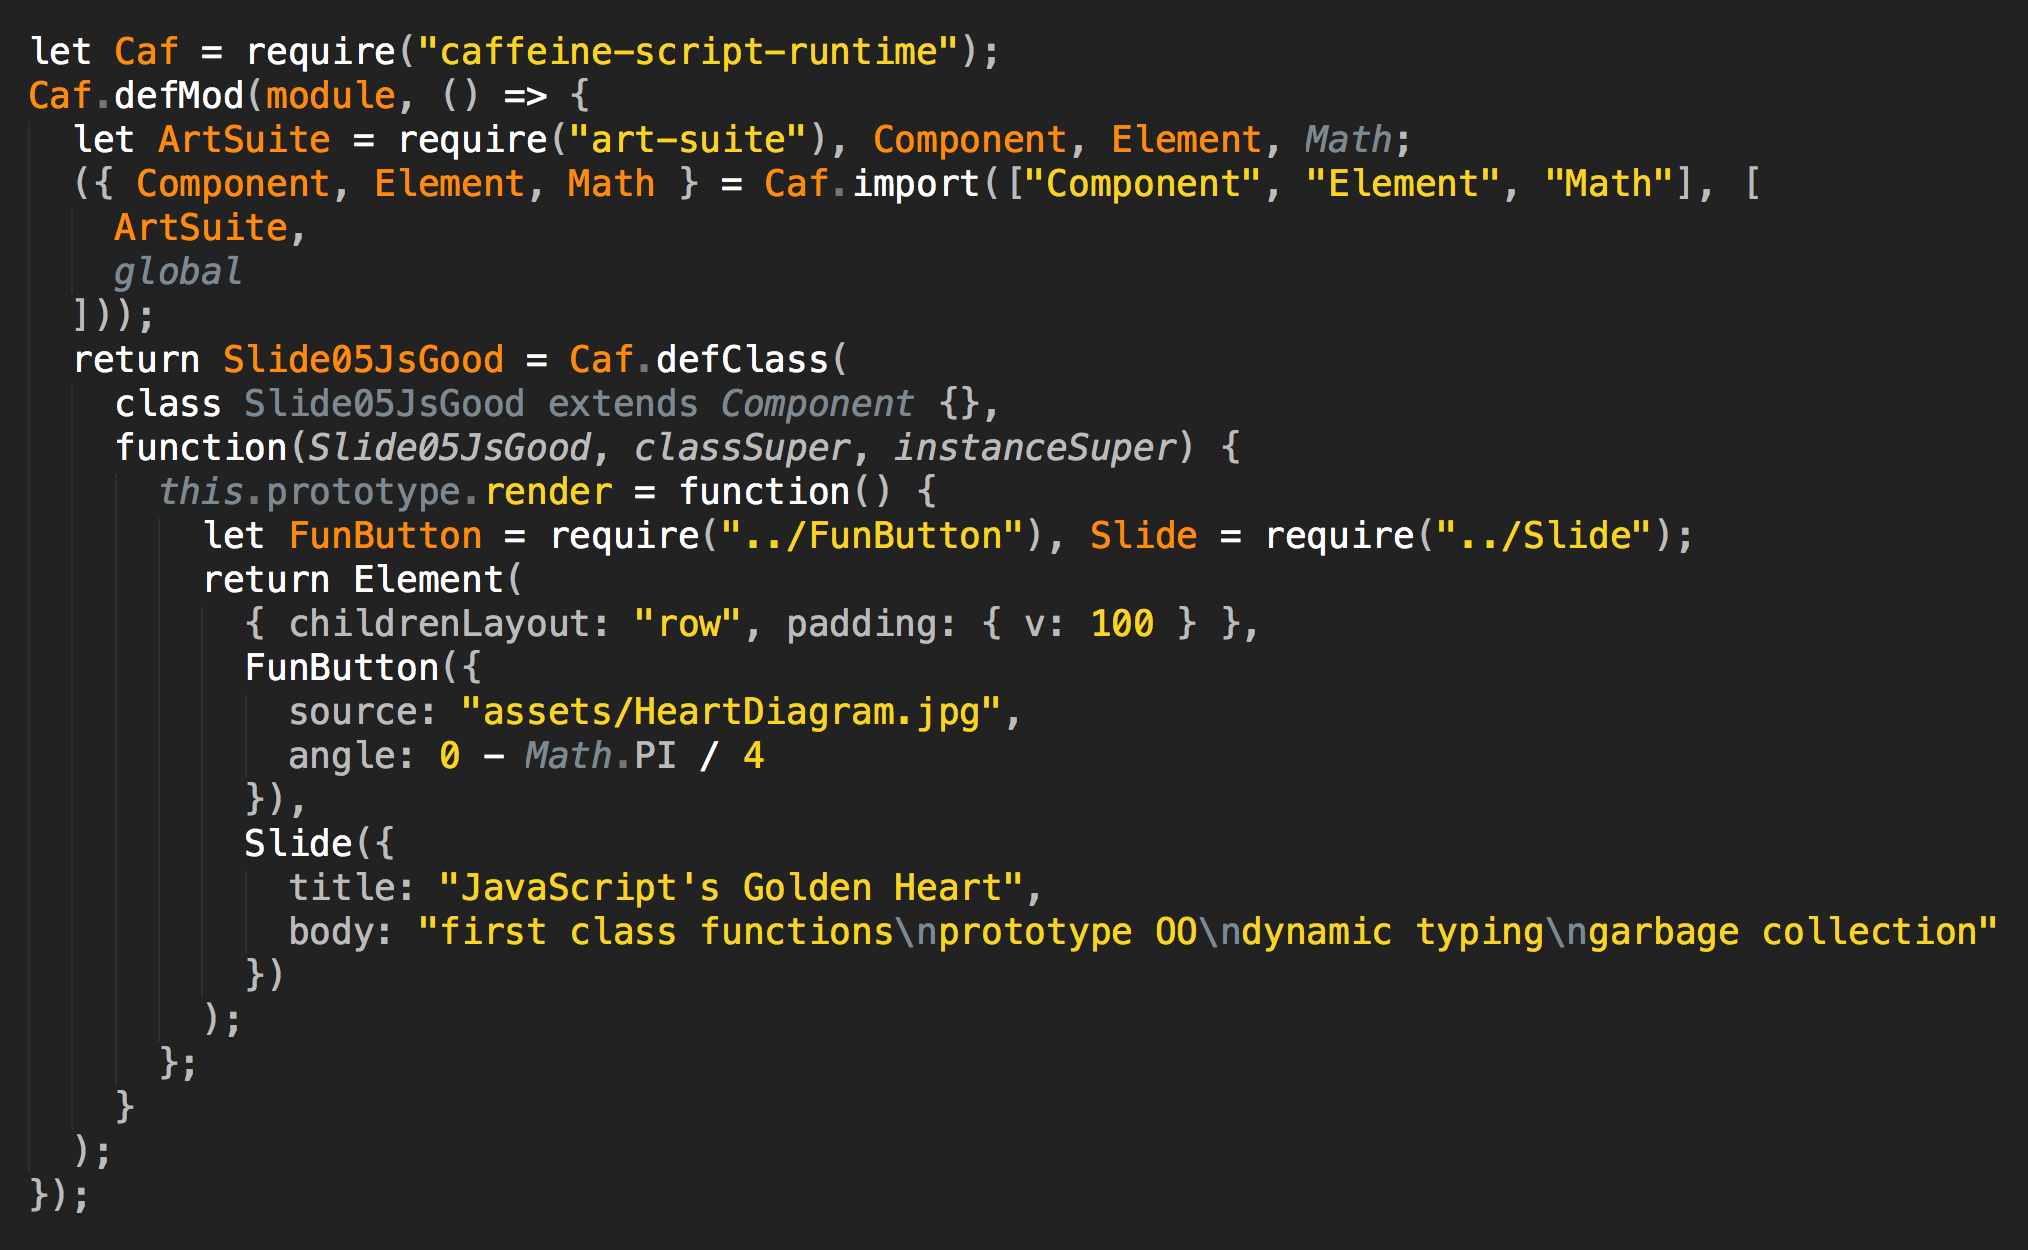 let Caf = require("caffeine-script-runtime");
Caf.defMod(module, () => {
  let ArtSuite = require("art-suite"), Component, Element, Math;
  ({ Component, Element, Math } = Caf.import(["Component", "Element", "Math"], [
    ArtSuite,
    global
  ]));
  return Slide05JsGood = Caf.defClass(
    class Slide05JsGood extends Component {},
    function(Slide05JsGood, classSuper, instanceSuper) {
      this.prototype.render = function() {
        let FunButton = require("../FunButton"), Slide = require("../Slide");
        return Element(
          { childrenLayout: "row", padding: { v: 100 } },
          FunButton({
            source: "assets/HeartDiagram.jpg",
            angle: 0 - Math.PI / 4
          }),
          Slide({
            title: "JavaScript's Golden Heart",
            body: "first class functions\nprototype OO\ndynamic typing\ngarbage collection"
          })
        );
      };
    }
  );
});